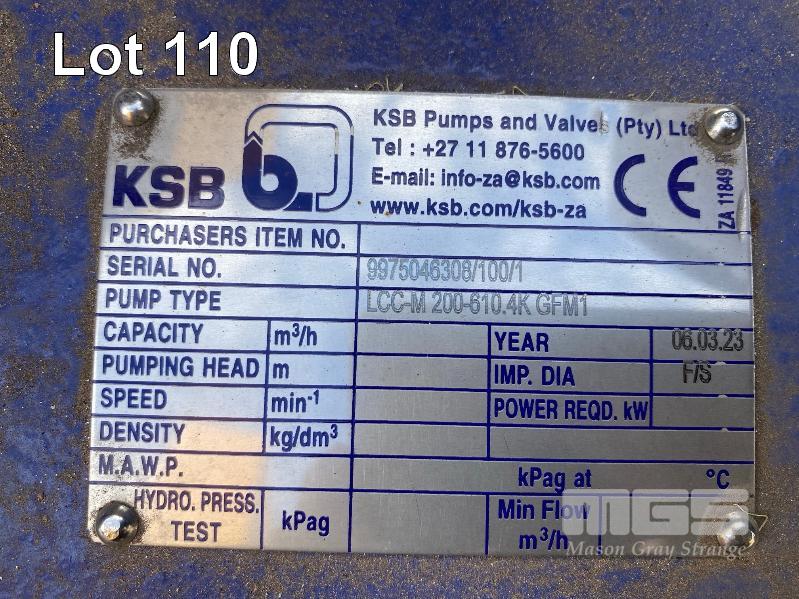 Lot 110
KSB b.
KSB Pumps and Valves (Pty) Ltd
Tel : +27 11 876-5600
E-mail: info-za@ksb.com
www.ksb.com/ksb-za
CE
ZA 11849
PURCHASERS ITEM NO.
SERIAL NO. 9975046308/100/1
PUMP TYPE LCC-M 200-610.4K GFM1
CAPACITY m³/h YEAR 06.03.23
PUMPING HEAD m IMP. DIA F/S
SPEED min⁻¹ POWER REQD. kW
DENSITY kg/dm³
M.A.W.P. kPag at °C
HYDRO. PRESS. TEST kPag Min Flow m³/h
MGS
Mason Gray Strange